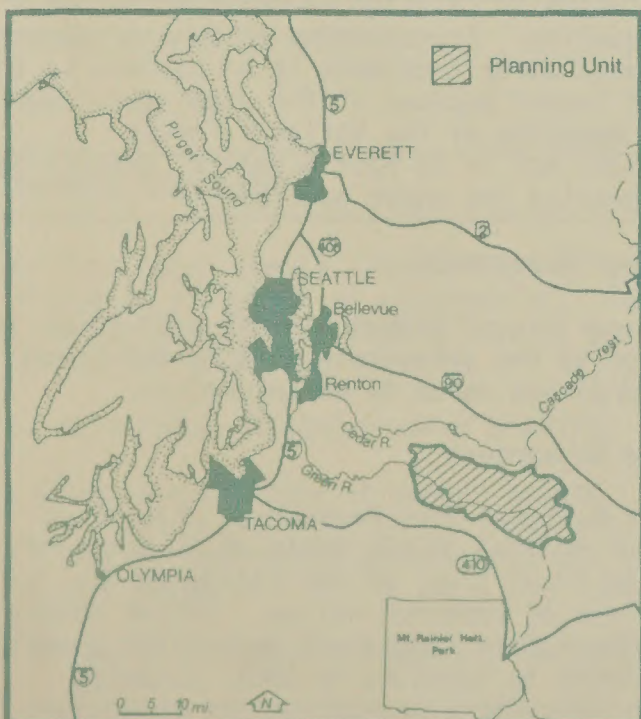 Planning Unit
5
Puget
Sound
EVERETT
2
405
SEATTLE
Bellevue
90
Cascade Crest
Renton
Cedar R.
5
Green R.
TACOMA
410
OLYMPIA
Mt. Rainier Natl.
Park
5
0 5 10 mi.
N